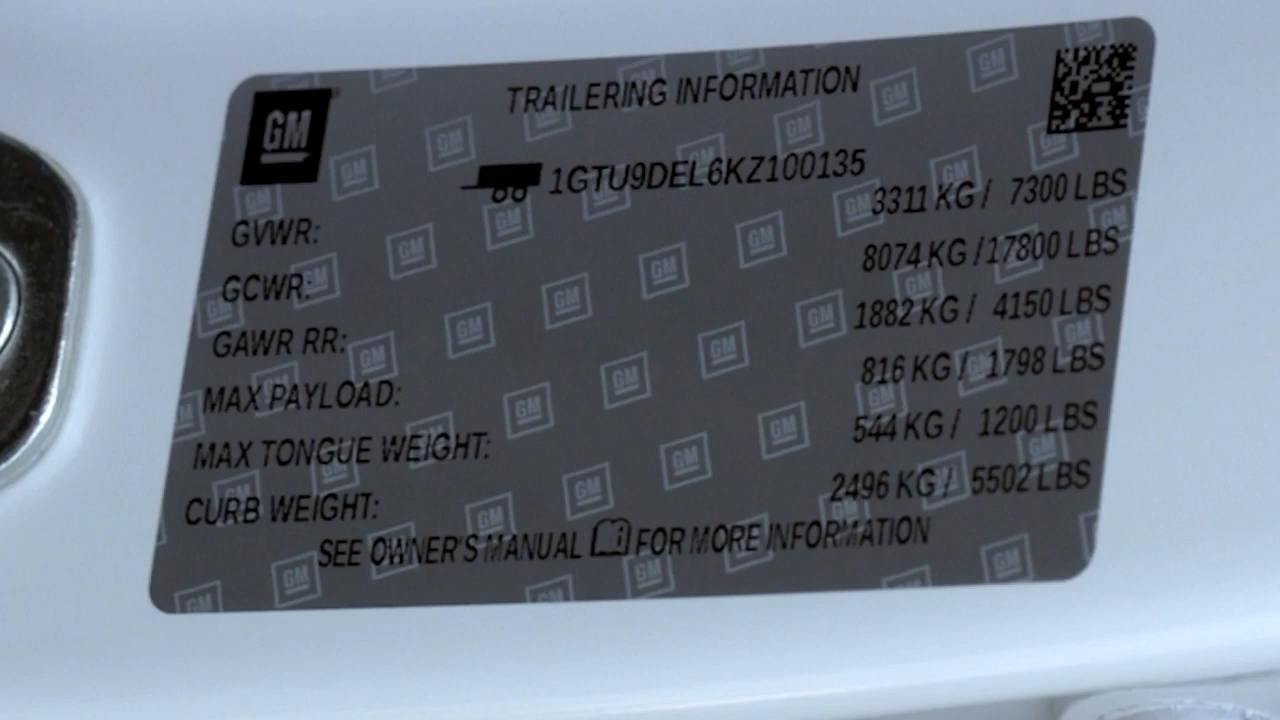 GM
TRAILERING INFORMATION
1GTU9DEL6KZ100135
GVWR: 3311 KG / 7300 LBS
GCWR: 8074 KG / 17800 LBS
GAWR RR: 1882 KG / 4150 LBS
MAX PAYLOAD: 816 KG / 1798 LBS
MAX TONGUE WEIGHT: 544 KG / 1200 LBS
CURB WEIGHT: 2496 KG / 5502 LBS
SEE OWNER'S MANUAL FOR MORE INFORMATION